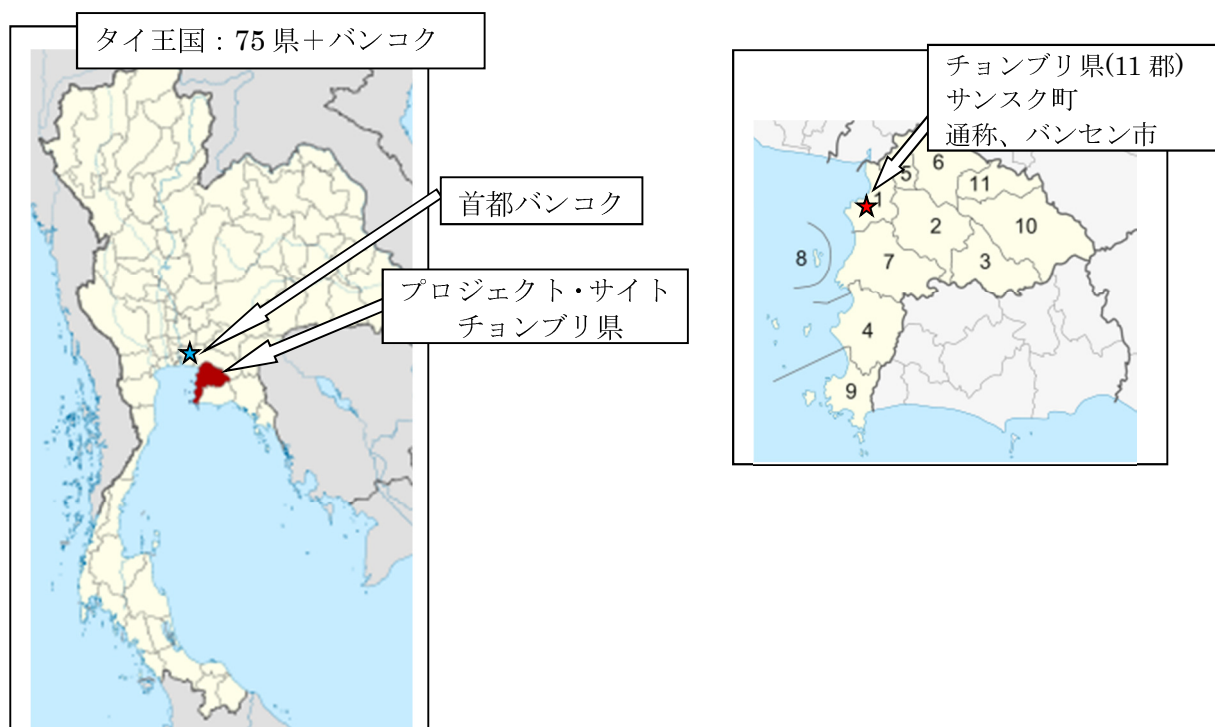 タイ王国：75 県＋バンコク
首都バンコク
プロジェクト・サイト
チョンブリ県
チョンブリ県(11 郡)
サンスク町
通称、バンセン市
6
5
11
1
2
10
8
7
3
4
9